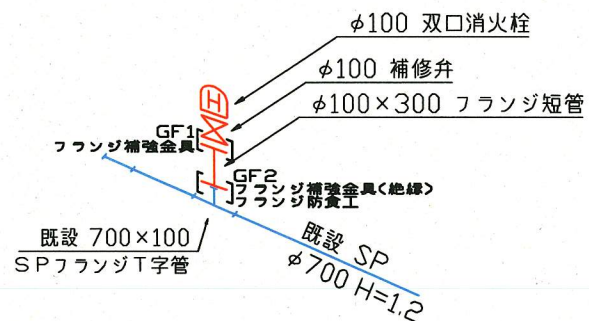 φ100 双口消火栓
φ100 補修弁
φ100×300 フランジ短管
GF1
フランジ補強金具
GF2
フランジ補強金具(絶縁)
フランジ防食工
既設 700×100
SPフランジT字管
既設 SP
φ700 H=1.2